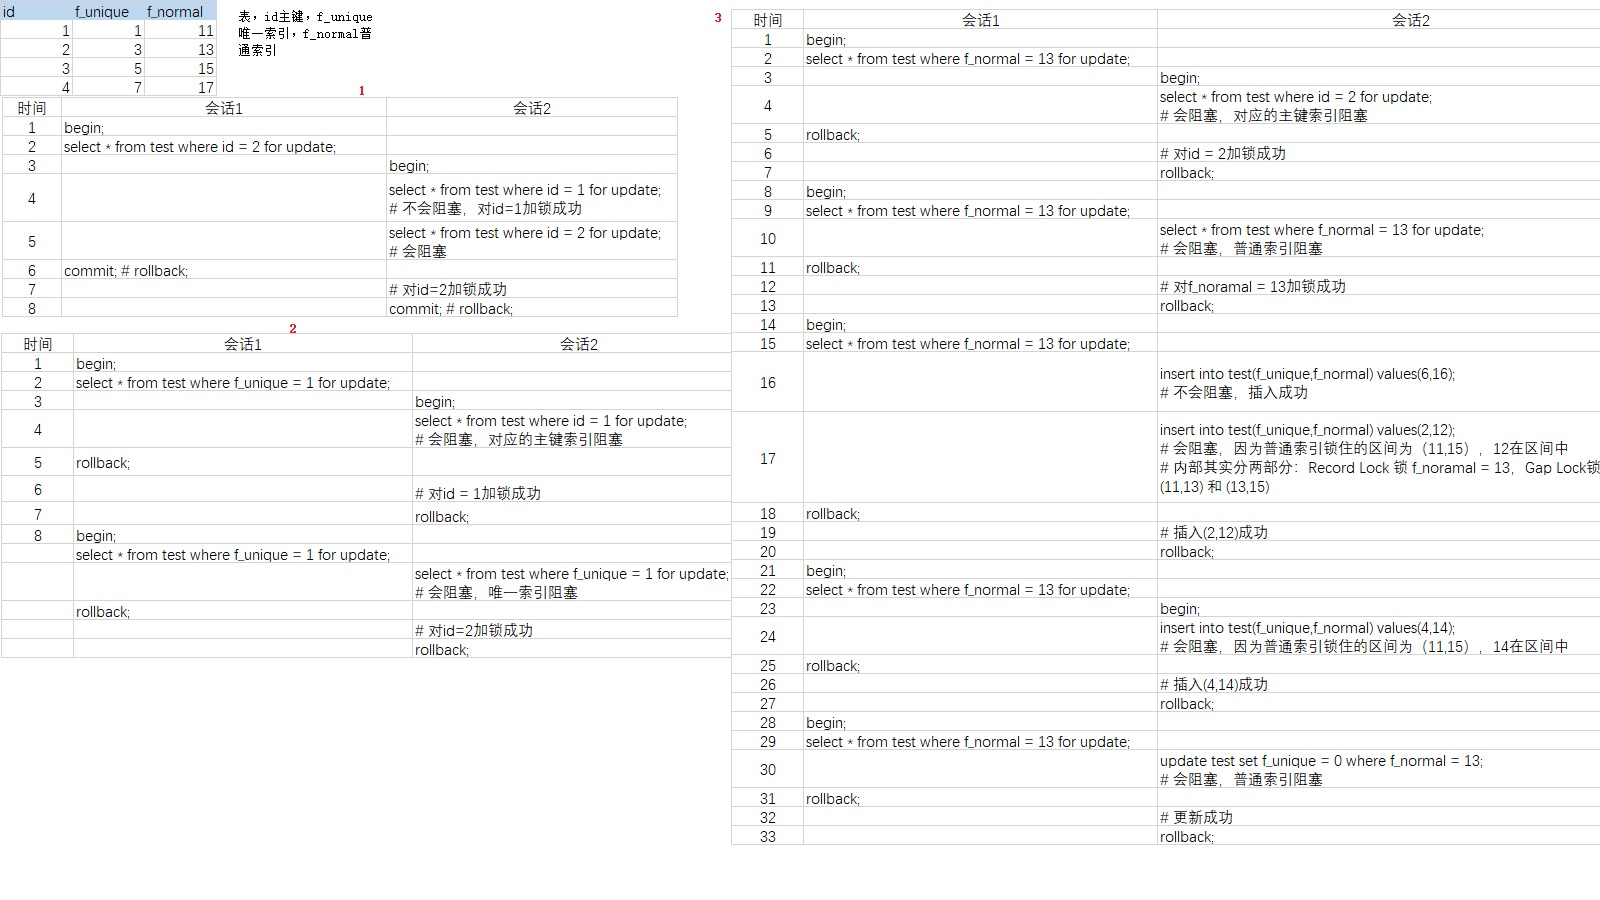 id f_unique f_normal
1 1 11
2 3 13
3 5 15
4 7 17
表，id主键，f_unique
唯一索引，f_normal普
通索引
1
时间 会话1 会话2
1 begin;
2 select * from test where id = 2 for update;
3 begin;
4 select * from test where id = 1 for update;
# 不会阻塞，对id=1加锁成功
5 select * from test where id = 2 for update;
# 会阻塞
6 commit; # rollback;
7 # 对id=2加锁成功
8 commit; # rollback;
2
时间 会话1 会话2
1 begin;
2 select * from test where f_unique = 1 for update;
3 begin;
4 select * from test where id = 1 for update;
# 会阻塞，对应的主键索引阻塞
5 rollback;
6 # 对id = 1加锁成功
7 rollback;
8 begin;
select * from test where f_unique = 1 for update;
select * from test where f_unique = 1 for update;
# 会阻塞，唯一索引阻塞
rollback;
# 对id=2加锁成功
rollback;
3
时间 会话1 会话2
1 begin;
2 select * from test where f_normal = 13 for update;
3 begin;
4 select * from test where id = 2 for update;
# 会阻塞，对应的主键索引阻塞
5 rollback;
6 # 对id = 2加锁成功
7 rollback;
8 begin;
9 select * from test where f_normal = 13 for update;
10 select * from test where f_normal = 13 for update;
# 会阻塞，普通索引阻塞
11 rollback;
12 # 对f_noramal = 13加锁成功
13 rollback;
14 begin;
15 select * from test where f_normal = 13 for update;
16 insert into test(f_unique,f_normal) values(6,16);
# 不会阻塞，插入成功
17 insert into test(f_unique,f_normal) values(2,12);
# 会阻塞，因为普通索引锁住的区间为（11,15），12在区间中
# 内部其实分两部分：Record Lock 锁 f_noramal = 13，Gap Lock锁
(11,13) 和 (13,15)
18 rollback;
19 # 插入(2,12)成功
20 rollback;
21 begin;
22 select * from test where f_normal = 13 for update;
23 begin;
24 insert into test(f_unique,f_normal) values(4,14);
# 会阻塞，因为普通索引锁住的区间为（11,15），14在区间中
25 rollback;
26 # 插入(4,14)成功
27 rollback;
28 begin;
29 select * from test where f_normal = 13 for update;
30 update test set f_unique = 0 where f_normal = 13;
# 会阻塞，普通索引阻塞
31 rollback;
32 # 更新成功
33 rollback;